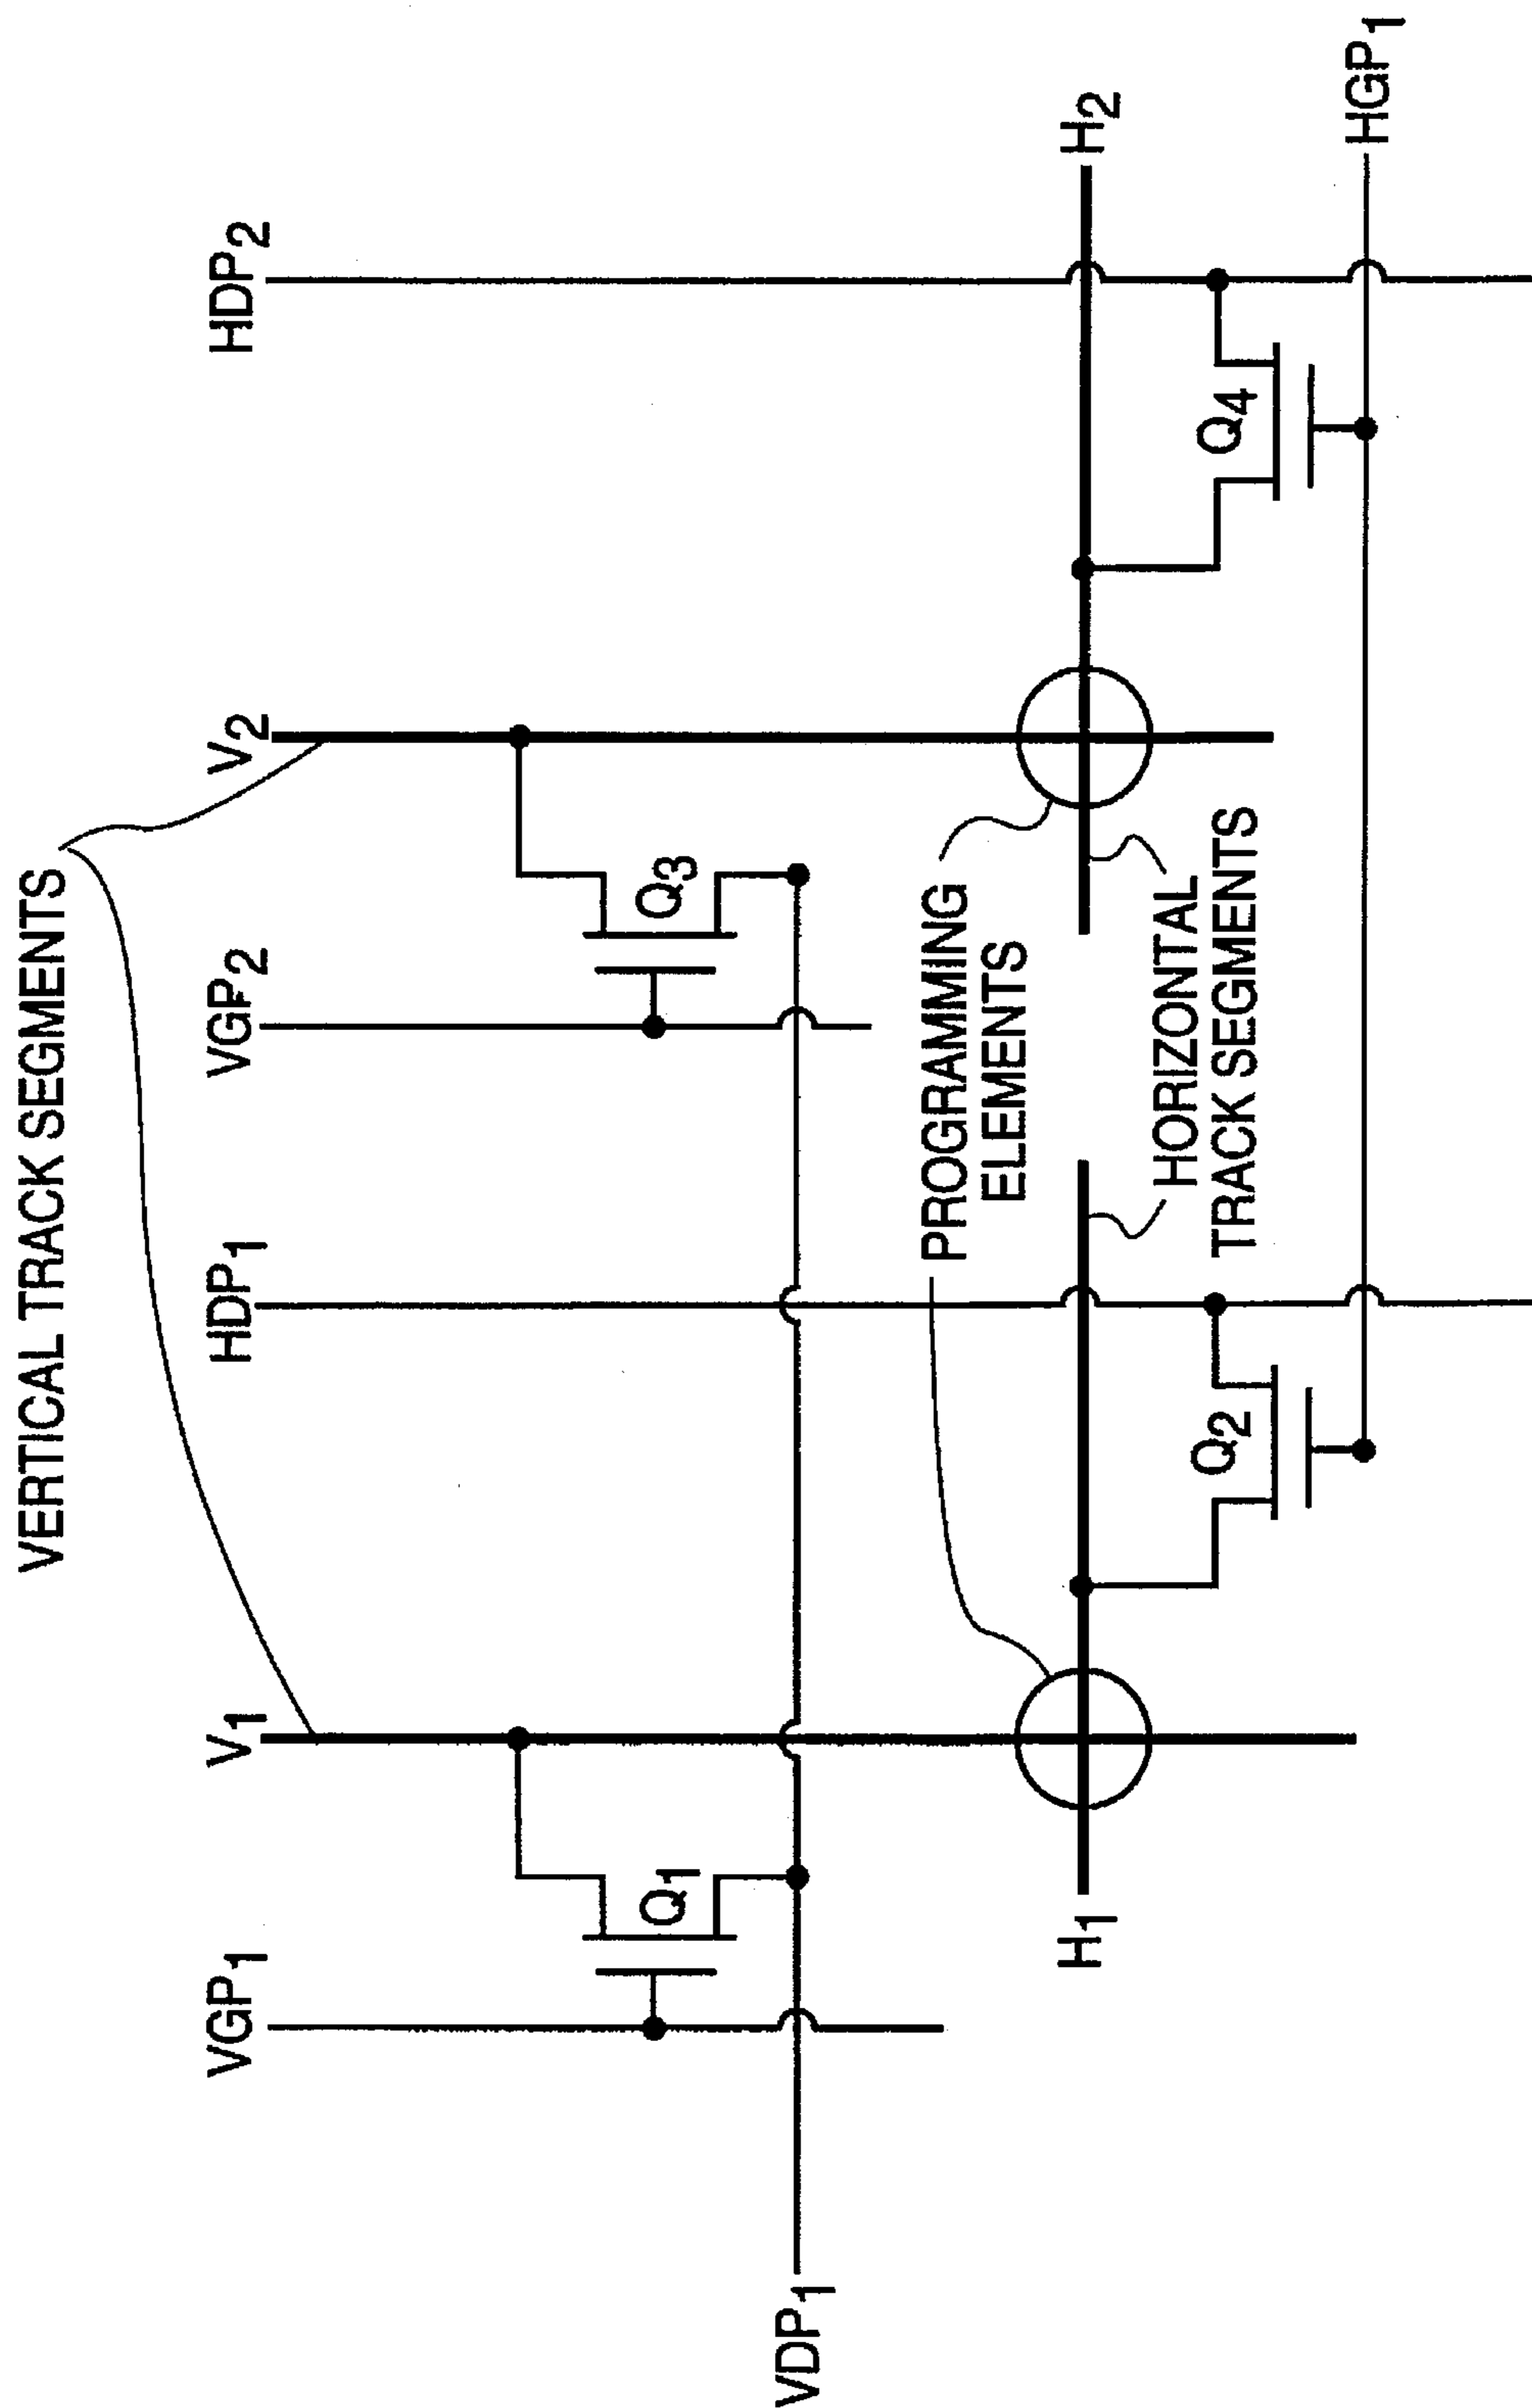 VERTICAL TRACK SEGMENTS
VGP1
V1
HDP1
VGP2
V2
HDP2
Q1
Q3
VDP1
PROGRAMMING
ELEMENTS
H1
H2
HORIZONTAL
TRACK SEGMENTS
Q2
Q4
HGP1